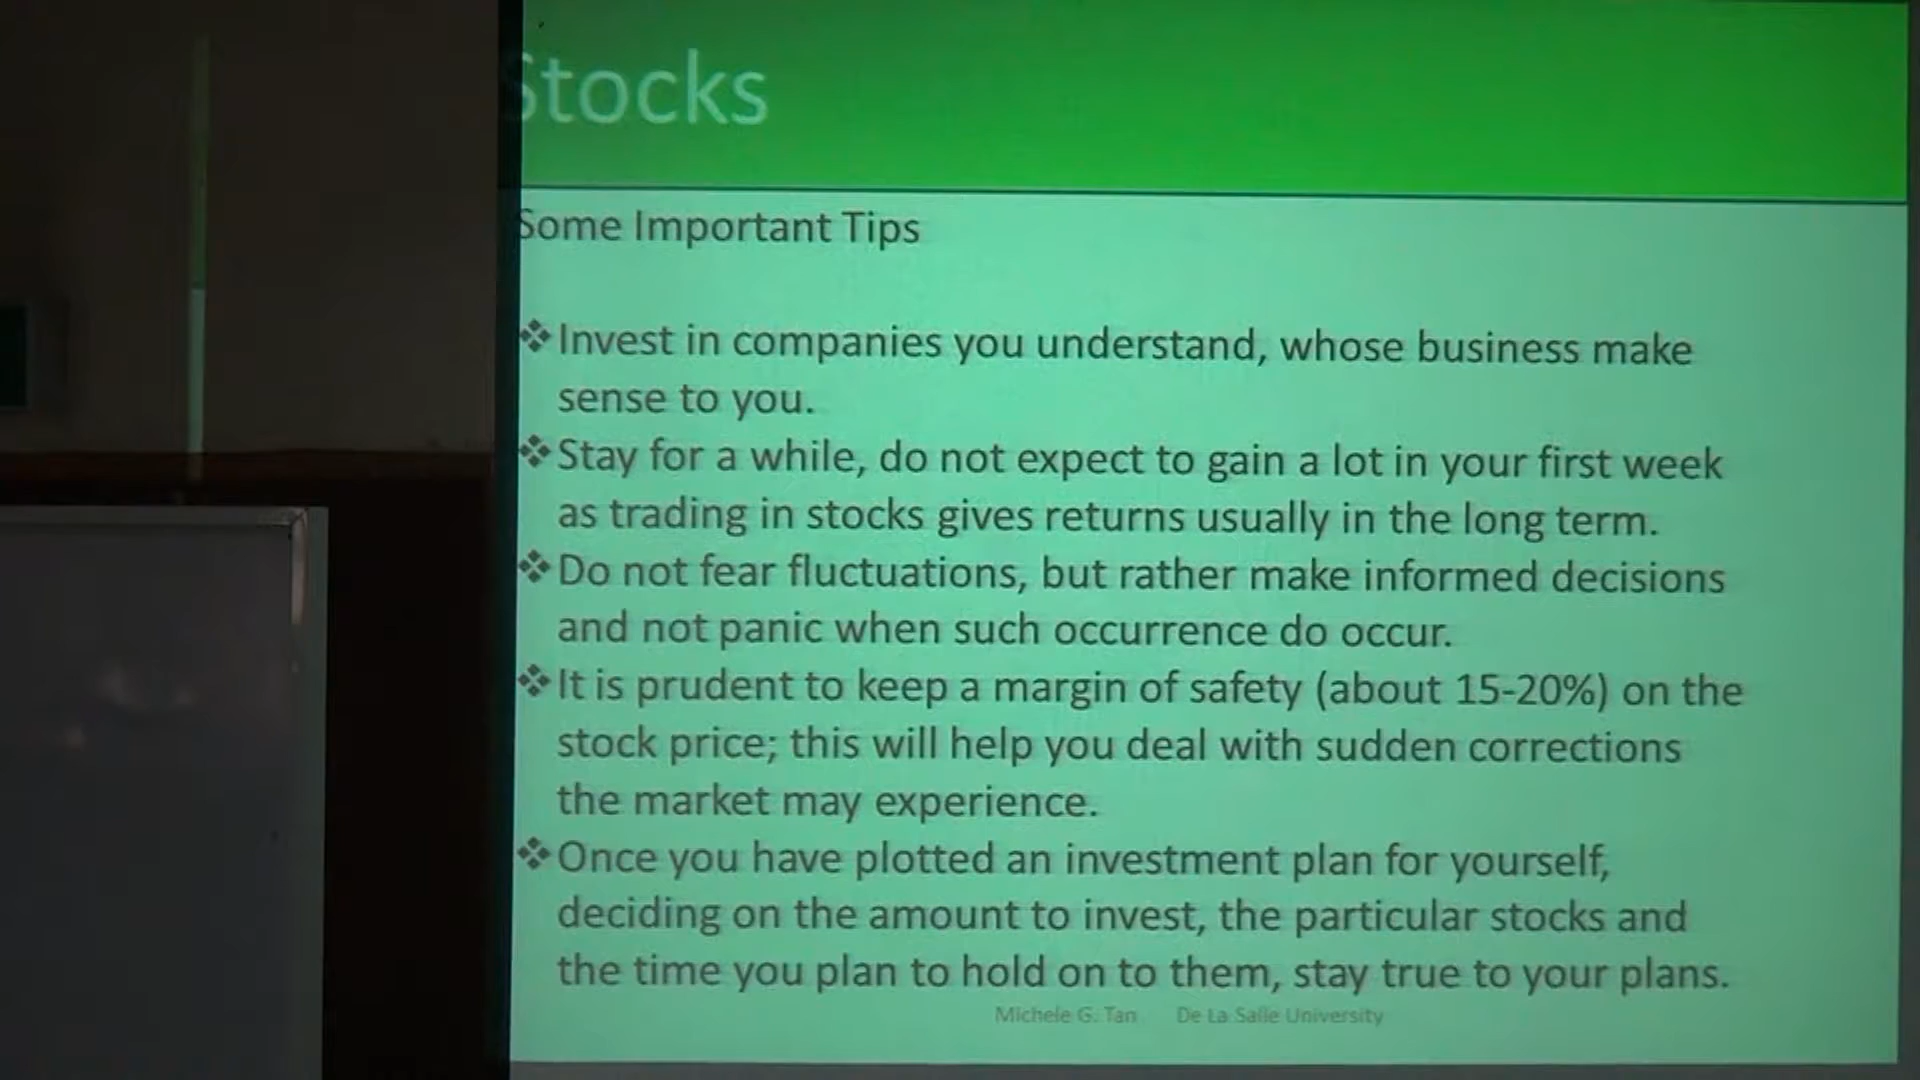 Stocks
Some Important Tips
❖Invest in companies you understand, whose business make
sense to you.
❖Stay for a while, do not expect to gain a lot in your first week
as trading in stocks gives returns usually in the long term.
❖Do not fear fluctuations, but rather make informed decisions
and not panic when such occurrence do occur.
❖It is prudent to keep a margin of safety (about 15-20%) on the
stock price; this will help you deal with sudden corrections
the market may experience.
❖Once you have plotted an investment plan for yourself,
deciding on the amount to invest, the particular stocks and
the time you plan to hold on to them, stay true to your plans.
Michele G. Tan De La Salle University